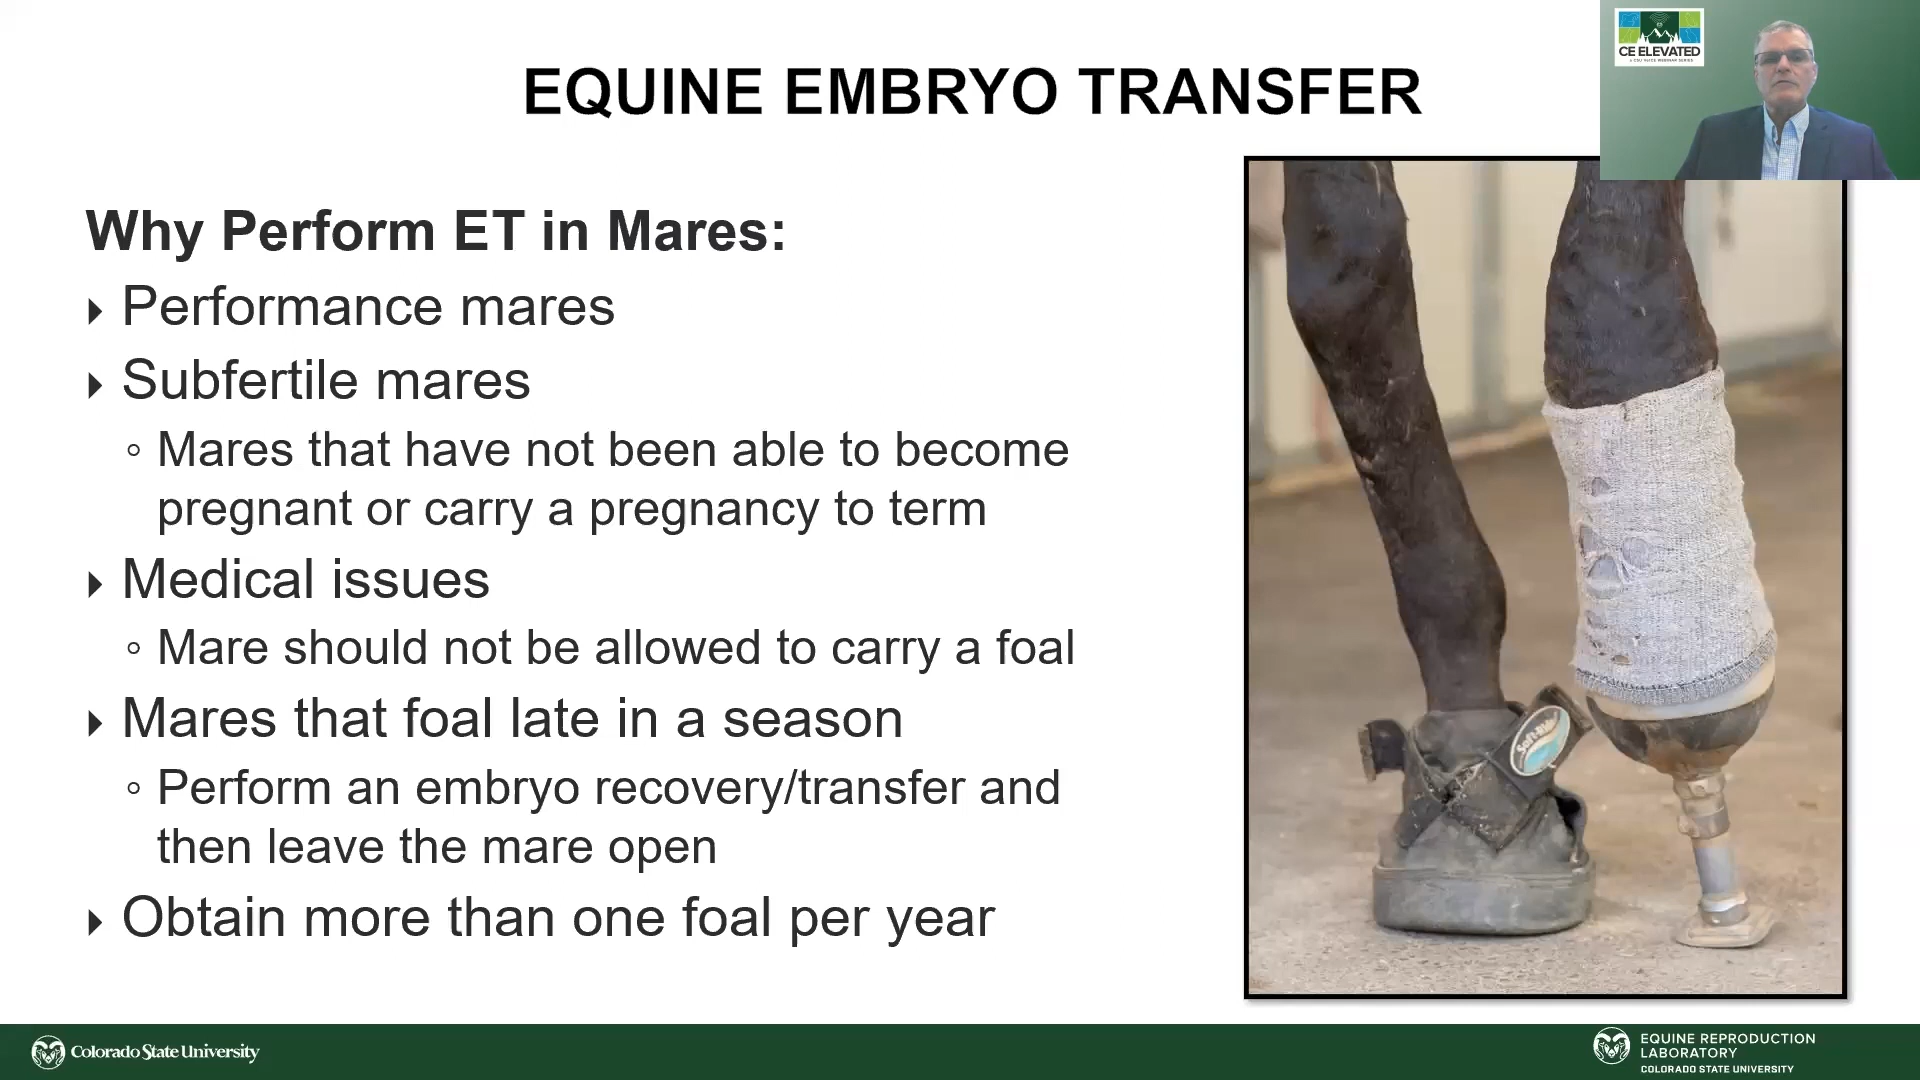 CE ELEVATED
EQUINE EMBRYO TRANSFER
Why Perform ET in Mares:
Performance mares
Subfertile mares
Mares that have not been able to become
pregnant or carry a pregnancy to term
Medical issues
Mare should not be allowed to carry a foal
Mares that foal late in a season
Perform an embryo recovery/transfer and
then leave the mare open
Obtain more than one foal per year
Soft-Ride
Colorado State University
EQUINE REPRODUCTION
LABORATORY
COLORADO STATE UNIVERSITY